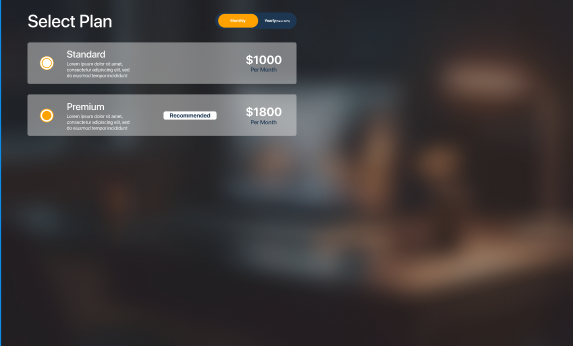 Select Plan
Monthly
Yearly
Standard
Lorem ipsum dolor sit amet,
consectetur adipiscing elit, sed
do eiusmod tempor incididunt
$1000
Per Month
Premium
Lorem ipsum dolor sit amet,
consectetur adipiscing elit, sed
do eiusmod tempor incididunt
Recommended
$1800
Per Month